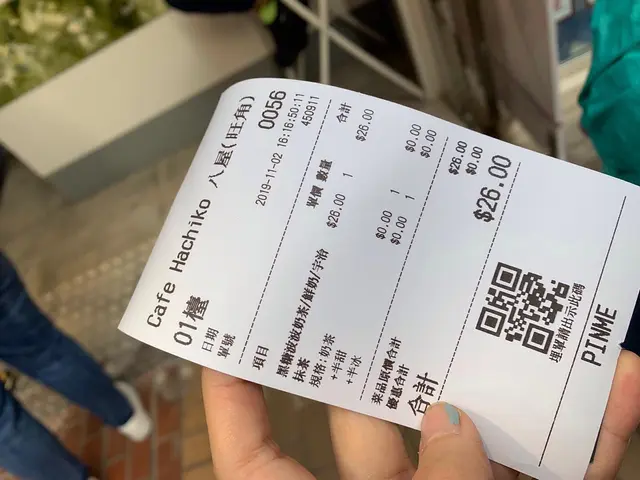 Cafe Hachiko 八屋(旺角)
01檯 0056
日期 2019-11-02 16:16:50:11
單號 450911
項目 單價 數量 合計
黑糖波波奶茶/鮮奶/宇治 $26.00 1 $26.00
抹茶
規格:奶茶
+半甜 $0.00 1 $0.00
+半冰 $0.00 1 $0.00
菜品原價合計 $26.00
優惠合計 $0.00
合計 $26.00
埋單請出示此碼
PINME